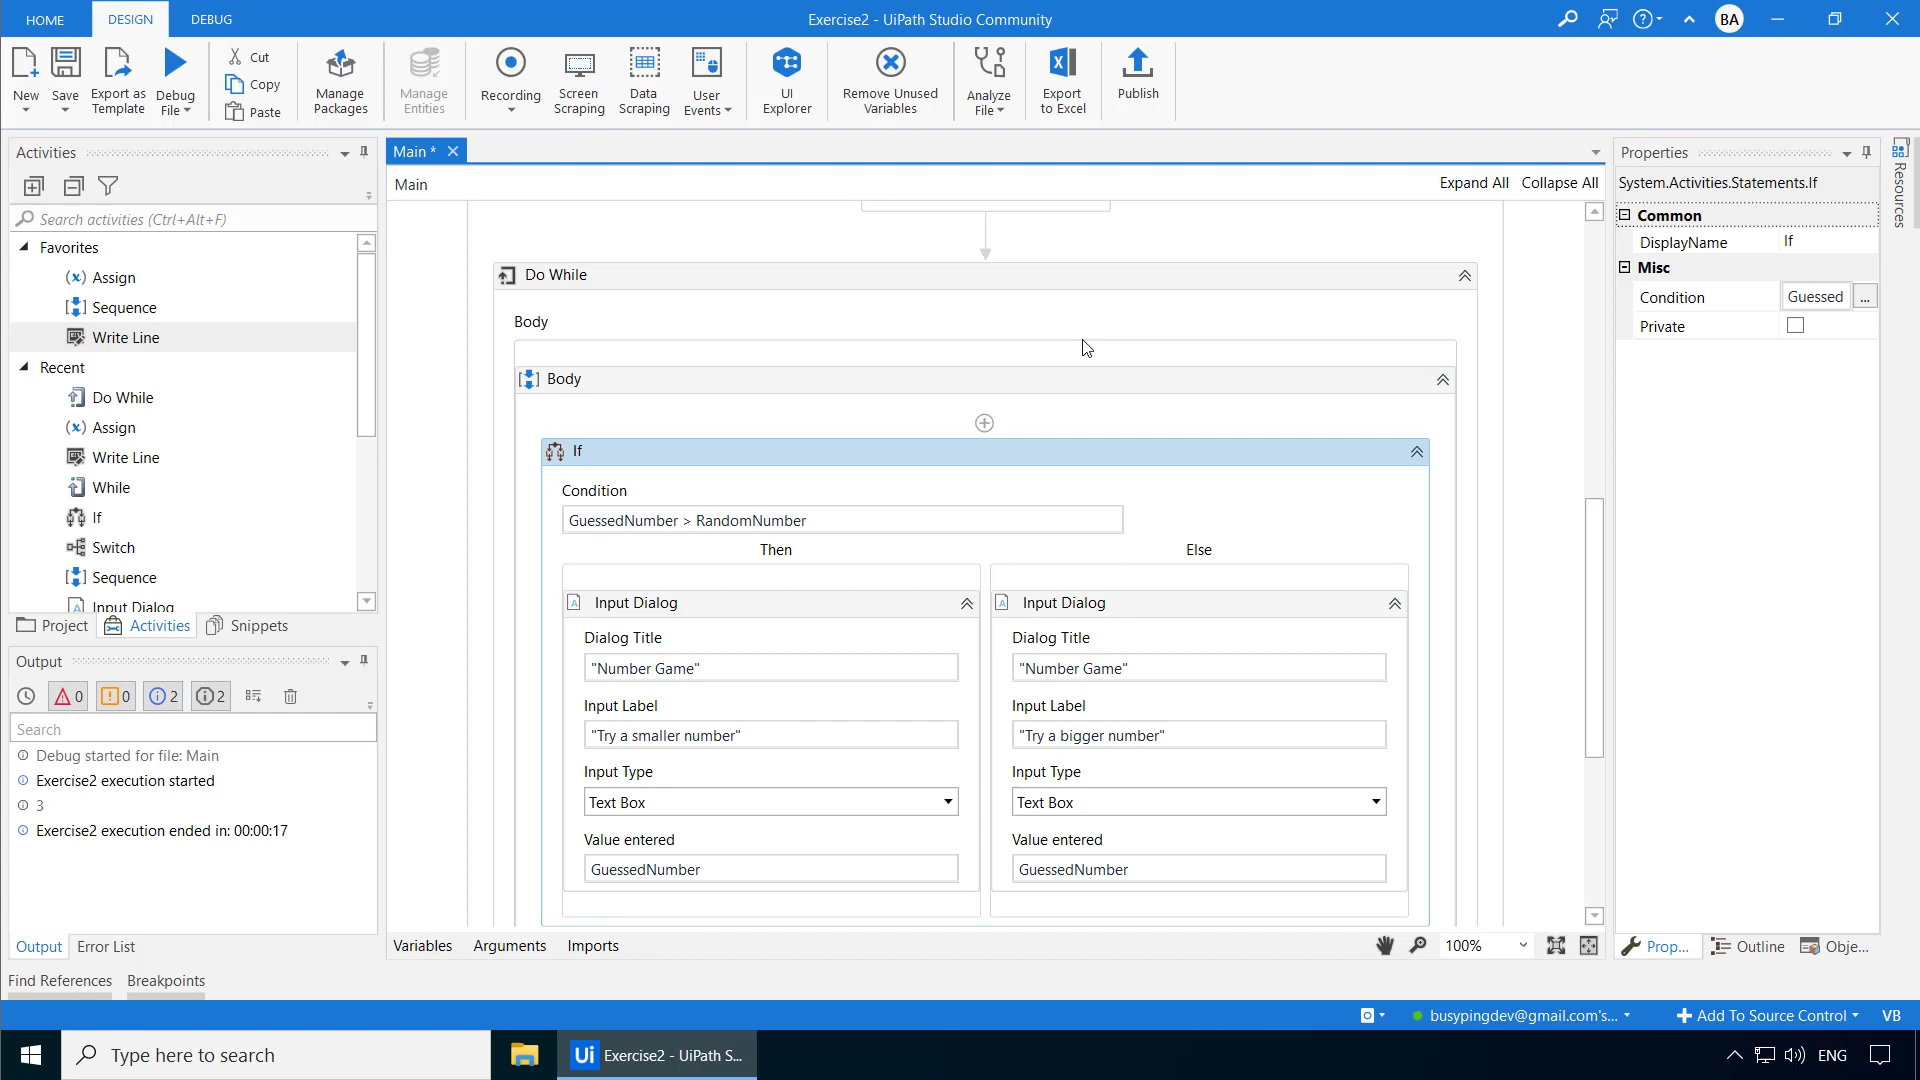 HOME
DESIGN
DEBUG
Exercise2 - UiPath Studio Community
BA
New
Save
Export as Template
Debug File
Cut
Copy
Paste
Manage Packages
Manage Entities
Recording
Screen Scraping
Data Scraping
User Events
UI Explorer
Remove Unused Variables
Analyze File
Export to Excel
Publish
Activities
Search activities (Ctrl+Alt+F)
Favorites
Assign
Sequence
Write Line
Recent
Do While
Assign
Write Line
While
If
Switch
Sequence
Input Dialog
Project
Activities
Snippets
Output
0
0
2
2
Search
Debug started for file: Main
Exercise2 execution started
3
Exercise2 execution ended in: 00:00:17
Output
Error List
Find References
Breakpoints
Main *
Main
Expand All
Collapse All
Do While
Body
Body
If
Condition
GuessedNumber > RandomNumber
Then
Else
Input Dialog
Dialog Title
"Number Game"
Input Label
"Try a smaller number"
Input Type
Text Box
Value entered
GuessedNumber
Input Dialog
Dialog Title
"Number Game"
Input Label
"Try a bigger number"
Input Type
Text Box
Value entered
GuessedNumber
Variables
Arguments
Imports
100%
Properties
System.Activities.Statements.If
Common
DisplayName
If
Misc
Condition
Guessed
...
Private
Resources
Prop...
Outline
Obje...
busypingdev@gmail.com's...
Add To Source Control
VB
Type here to search
Ui
Exercise2 - UiPath S...
ENG